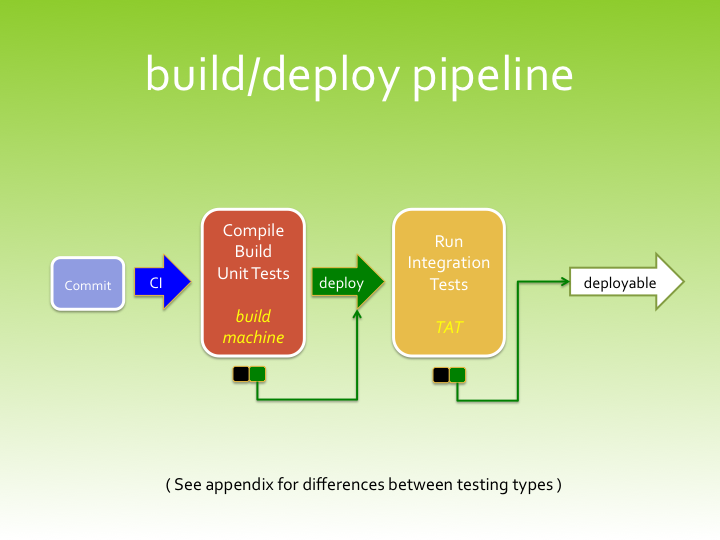 build/deploy pipeline
Commit
CI
Compile
Build
Unit Tests
build
machine
deploy
Run
Integration
Tests
TAT
deployable
( See appendix for differences between testing types )